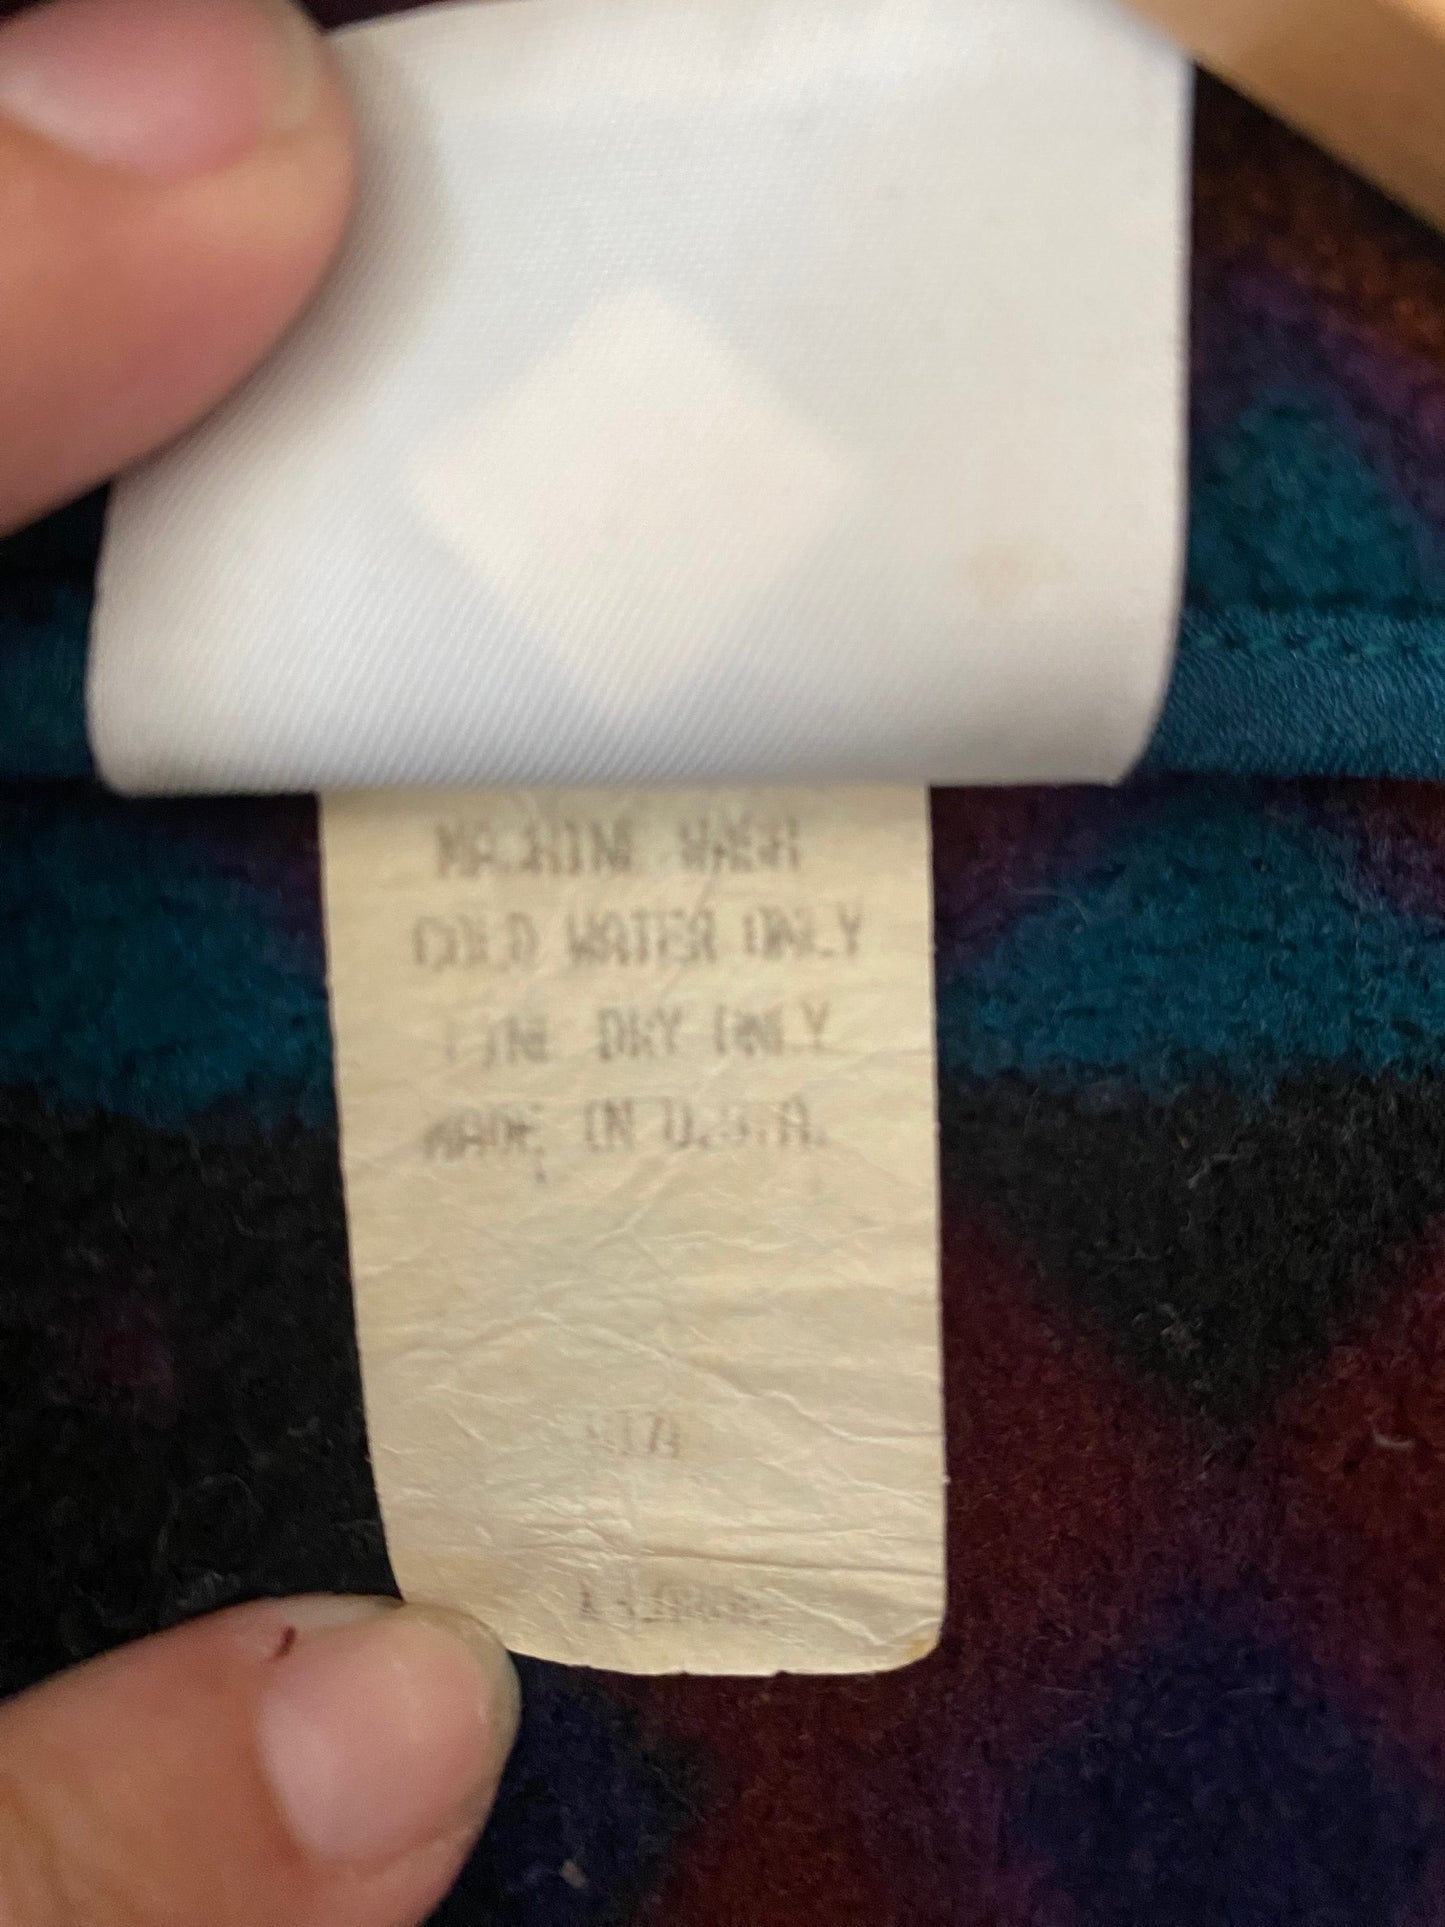 MACHINE WASH
COLD WATER ONLY
LINE DRY ONLY
MADE IN U.S.A.